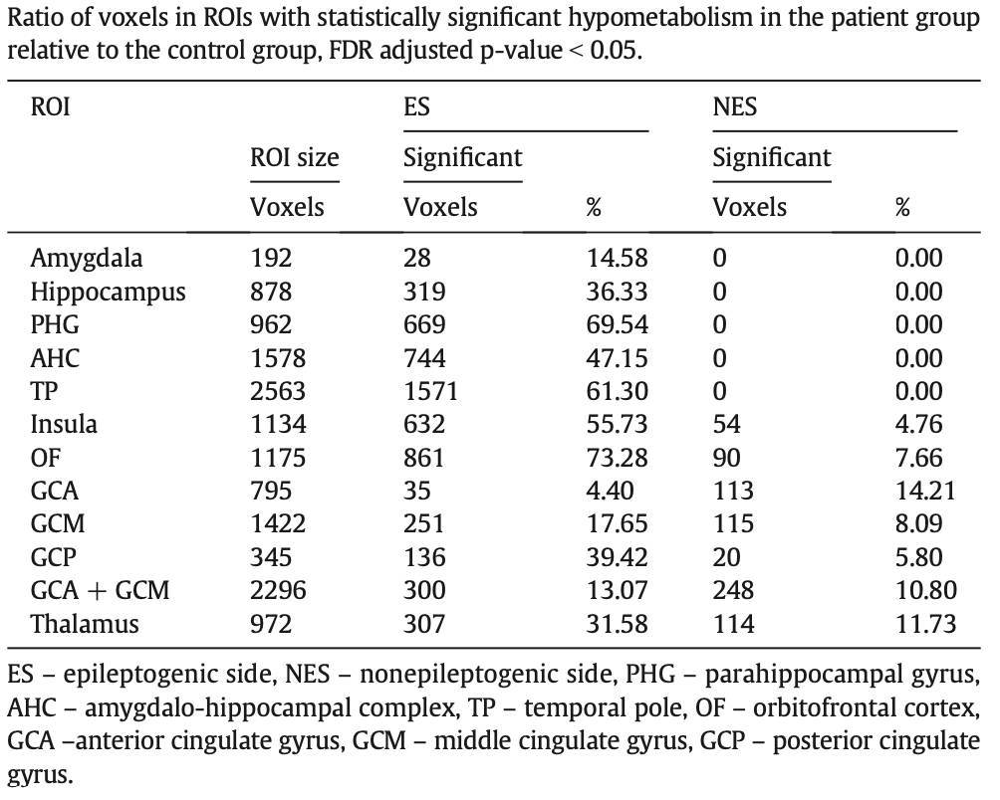 Ratio of voxels in ROIs with statistically significant hypometabolism in the patient group
relative to the control group, FDR adjusted p-value < 0.05.
ROI ES NES
ROI size Significant Significant
Voxels Voxels % Voxels %
Amygdala 192 28 14.58 0 0.00
Hippocampus 878 319 36.33 0 0.00
PHG 962 669 69.54 0 0.00
AHC 1578 744 47.15 0 0.00
TP 2563 1571 61.30 0 0.00
Insula 1134 632 55.73 54 4.76
OF 1175 861 73.28 90 7.66
GCA 795 35 4.40 113 14.21
GCM 1422 251 17.65 115 8.09
GCP 345 136 39.42 20 5.80
GCA + GCM 2296 300 13.07 248 10.80
Thalamus 972 307 31.58 114 11.73
ES – epileptogenic side, NES – nonepileptogenic side, PHG – parahippocampal gyrus,
AHC – amygdalo-hippocampal complex, TP – temporal pole, OF – orbitofrontal cortex,
GCA –anterior cingulate gyrus, GCM – middle cingulate gyrus, GCP – posterior cingulate
gyrus.